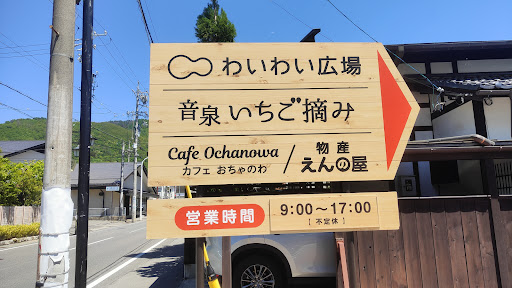 わいわい広場
音泉いちご摘み
Cafe Ochanowa
カフェ おちゃのわ
/
物産
えんの屋
営業時間
9:00〜17:00
[ 不定休 ]